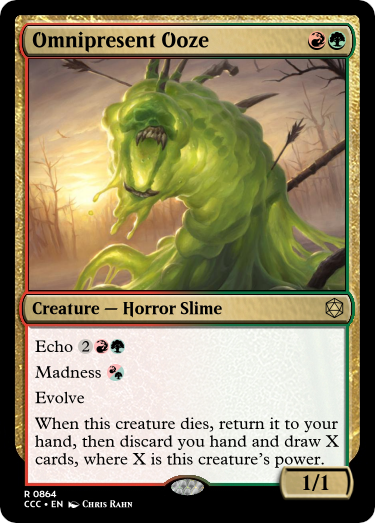 Omnipresent Ooze
Creature — Horror Slime
Echo 2
Madness
Evolve
When this creature dies, return it to your
hand, then discard you hand and draw X
cards, where X is this creature's power.
1/1
R 0864
CCC • EN Chris Rahn